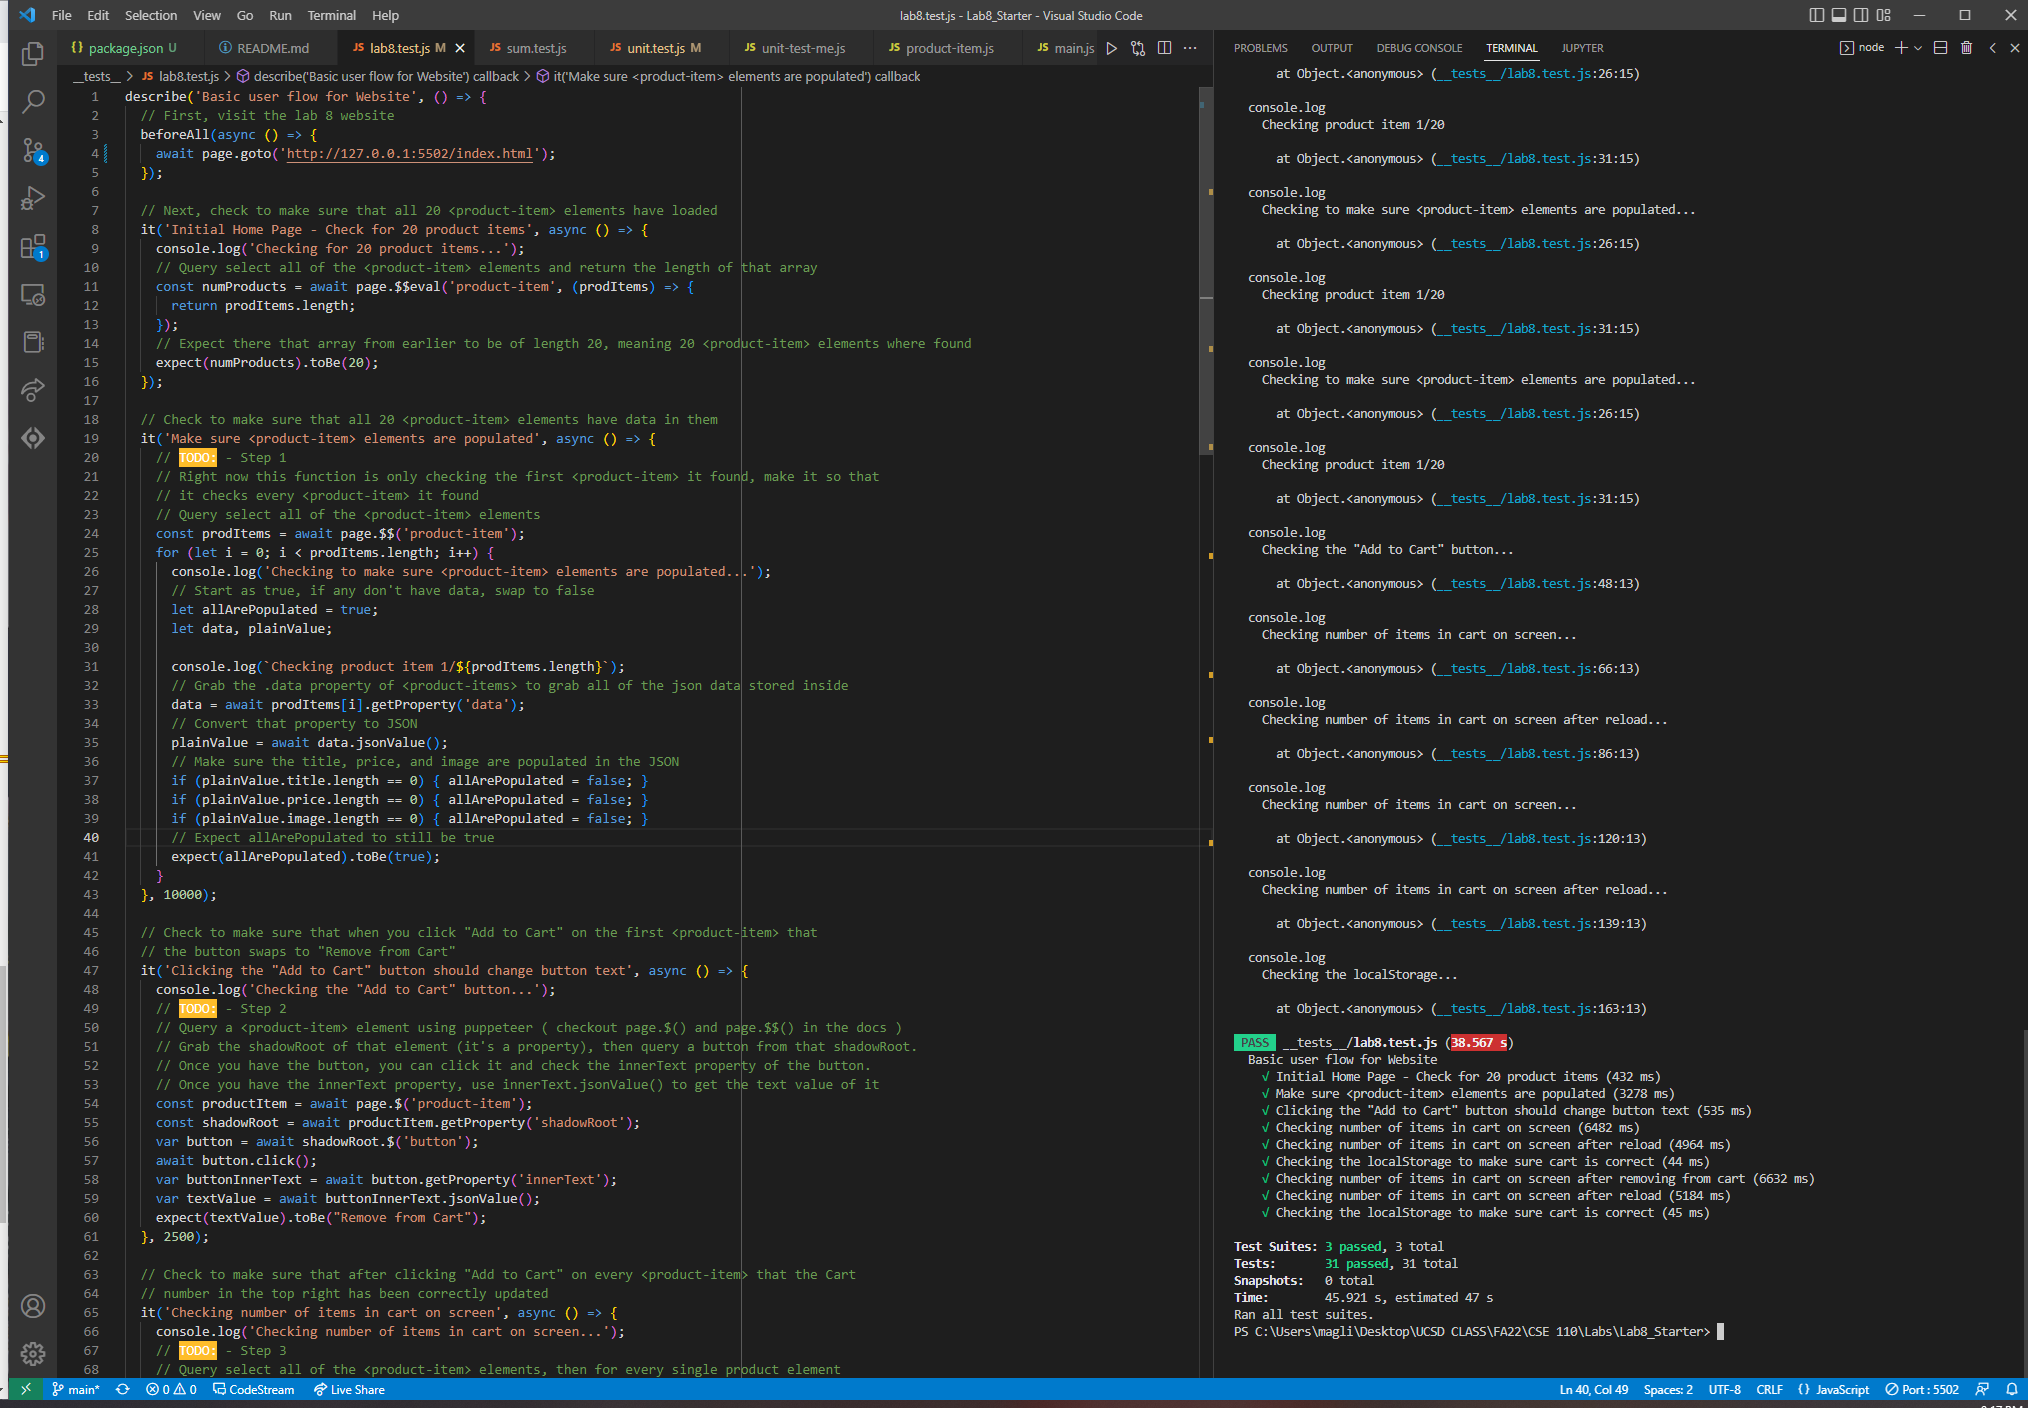 File Edit Selection View Go Run Terminal Help
lab8.test.js - Lab8_Starter - Visual Studio Code
{} package.json U
README.md
JS lab8.test.js M
JS sum.test.js
JS unit.test.js M
JS unit-test-me.js
JS product-item.js
JS main.js
__tests__ > JS lab8.test.js > describe('Basic user flow for Website') callback > it('Make sure <product-item> elements are populated') callback
4
1
1 describe('Basic user flow for Website', () => {
2 // First, visit the lab 8 website
3 beforeAll(async () => {
4 await page.goto('http://127.0.0.1:5502/index.html');
5 });
6
7 // Next, check to make sure that all 20 <product-item> elements have loaded
8 it('Initial Home Page - Check for 20 product items', async () => {
9 console.log('Checking for 20 product items...');
10 // Query select all of the <product-item> elements and return the length of that array
11 const numProducts = await page.$$eval('product-item', (prodItems) => {
12 return prodItems.length;
13 });
14 // Expect there that array from earlier to be of length 20, meaning 20 <product-item> elements where found
15 expect(numProducts).toBe(20);
16 });
17
18 // Check to make sure that all 20 <product-item> elements have data in them
19 it('Make sure <product-item> elements are populated', async () => {
20 // TODO: - Step 1
21 // Right now this function is only checking the first <product-item> it found, make it so that
22 // it checks every <product-item> it found
23 // Query select all of the <product-item> elements
24 const prodItems = await page.$$('product-item');
25 for (let i = 0; i < prodItems.length; i++) {
26 console.log('Checking to make sure <product-item> elements are populated...');
27 // Start as true, if any don't have data, swap to false
28 let allArePopulated = true;
29 let data, plainValue;
30
31 console.log(`Checking product item 1/${prodItems.length}`);
32 // Grab the .data property of <product-items> to grab all of the json data stored inside
33 data = await prodItems[i].getProperty('data');
34 // Convert that property to JSON
35 plainValue = await data.jsonValue();
36 // Make sure the title, price, and image are populated in the JSON
37 if (plainValue.title.length == 0) { allArePopulated = false; }
38 if (plainValue.price.length == 0) { allArePopulated = false; }
39 if (plainValue.image.length == 0) { allArePopulated = false; }
40 // Expect allArePopulated to still be true
41 expect(allArePopulated).toBe(true);
42 }
43 }, 10000);
44
45 // Check to make sure that when you click "Add to Cart" on the first <product-item> that
46 // the button swaps to "Remove from Cart"
47 it('Clicking the "Add to Cart" button should change button text', async () => {
48 console.log('Checking the "Add to Cart" button...');
49 // TODO: - Step 2
50 // Query a <product-item> element using puppeteer ( checkout page.$() and page.$$() in the docs )
51 // Grab the shadowRoot of that element (it's a property), then query a button from that shadowRoot.
52 // Once you have the button, you can click it and check the innerText property of the button.
53 // Once you have the innerText property, use innerText.jsonValue() to get the text value of it
54 const productItem = await page.$('product-item');
55 const shadowRoot = await productItem.getProperty('shadowRoot');
56 var button = await shadowRoot.$('button');
57 await button.click();
58 var buttonInnerText = await button.getProperty('innerText');
59 var textValue = await buttonInnerText.jsonValue();
60 expect(textValue).toBe("Remove from Cart");
61 }, 2500);
62
63 // Check to make sure that after clicking "Add to Cart" on every <product-item> that the Cart
64 // number in the top right has been correctly updated
65 it('Checking number of items in cart on screen', async () => {
66 console.log('Checking number of items in cart on screen...');
67 // TODO: - Step 3
68 // Query select all of the <product-item> elements, then for every single product element
PROBLEMS OUTPUT DEBUG CONSOLE TERMINAL JUPYTER
node
at Object.<anonymous> (__tests__/lab8.test.js:26:15)
console.log
Checking product item 1/20
at Object.<anonymous> (__tests__/lab8.test.js:31:15)
console.log
Checking to make sure <product-item> elements are populated...
at Object.<anonymous> (__tests__/lab8.test.js:26:15)
console.log
Checking product item 1/20
at Object.<anonymous> (__tests__/lab8.test.js:31:15)
console.log
Checking to make sure <product-item> elements are populated...
at Object.<anonymous> (__tests__/lab8.test.js:26:15)
console.log
Checking product item 1/20
at Object.<anonymous> (__tests__/lab8.test.js:31:15)
console.log
Checking the "Add to Cart" button...
at Object.<anonymous> (__tests__/lab8.test.js:48:13)
console.log
Checking number of items in cart on screen...
at Object.<anonymous> (__tests__/lab8.test.js:66:13)
console.log
Checking number of items in cart on screen after reload...
at Object.<anonymous> (__tests__/lab8.test.js:86:13)
console.log
Checking number of items in cart on screen...
at Object.<anonymous> (__tests__/lab8.test.js:120:13)
console.log
Checking number of items in cart on screen after reload...
at Object.<anonymous> (__tests__/lab8.test.js:139:13)
console.log
Checking the localStorage...
at Object.<anonymous> (__tests__/lab8.test.js:163:13)
PASS __tests__/lab8.test.js (38.567 s)
Basic user flow for Website
√ Initial Home Page - Check for 20 product items (432 ms)
√ Make sure <product-item> elements are populated (3278 ms)
√ Clicking the "Add to Cart" button should change button text (535 ms)
√ Checking number of items in cart on screen (6482 ms)
√ Checking number of items in cart on screen after reload (4964 ms)
√ Checking the localStorage to make sure cart is correct (44 ms)
√ Checking number of items in cart on screen after removing from cart (6632 ms)
√ Checking number of items in cart on screen after reload (5184 ms)
√ Checking the localStorage to make sure cart is correct (45 ms)
Test Suites: 3 passed, 3 total
Tests: 31 passed, 31 total
Snapshots: 0 total
Time: 45.921 s, estimated 47 s
Ran all test suites.
PS C:\Users\magli\Desktop\UCSD CLASS\FA22\CSE 110\Labs\Lab8_Starter>
main* 0 0 CodeStream Live Share
Ln 40, Col 49 Spaces: 2 UTF-8 CRLF {} JavaScript Port : 5502